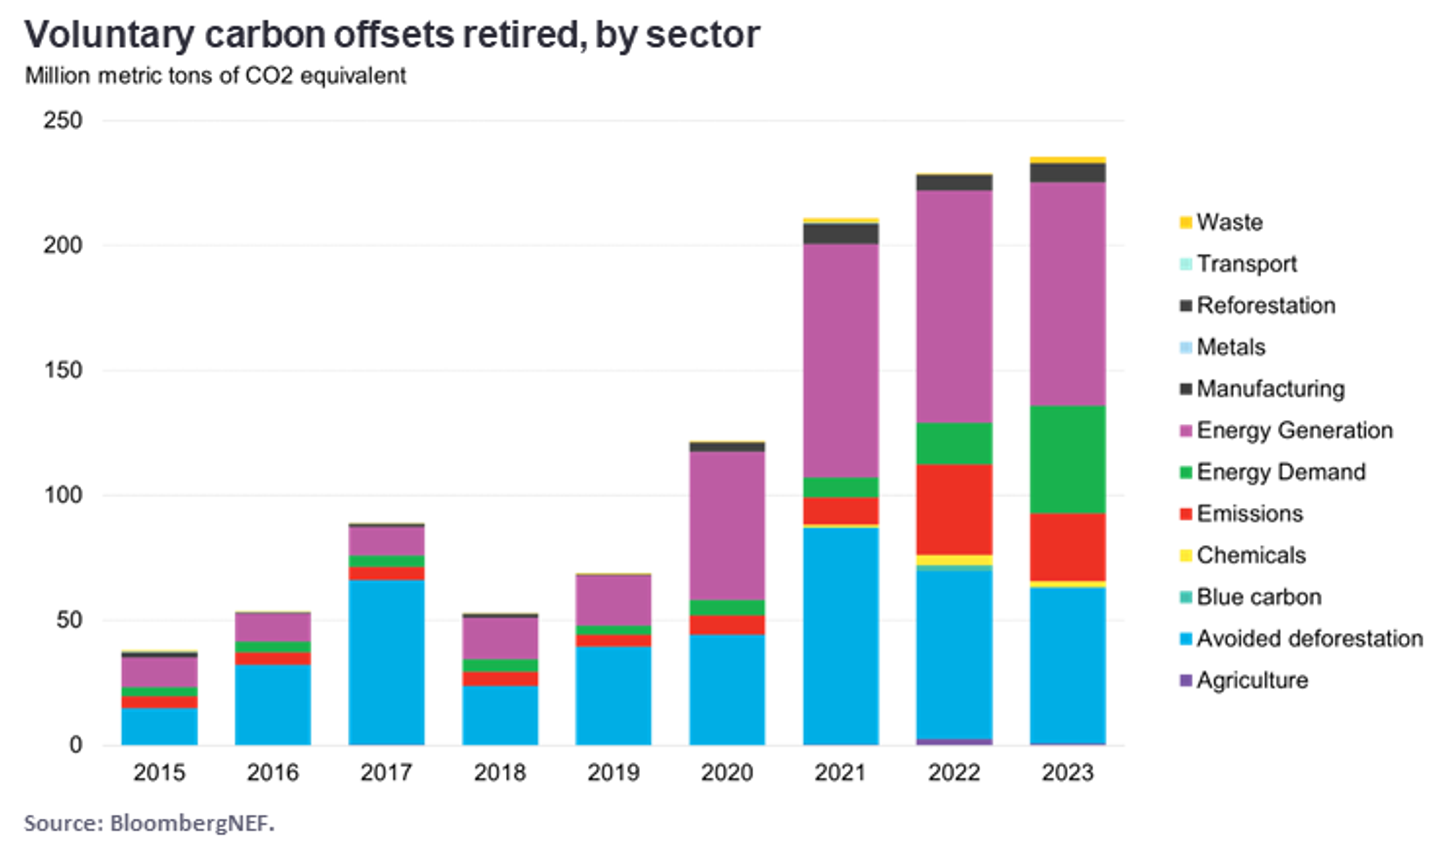 Voluntary carbon offsets retired, by sector
Million metric tons of CO2 equivalent
250
200
150
100
50
0
2015 2016 2017 2018 2019 2020 2021 2022 2023
Waste
Transport
Reforestation
Metals
Manufacturing
Energy Generation
Energy Demand
Emissions
Chemicals
Blue carbon
Avoided deforestation
Agriculture
Source: BloombergNEF.